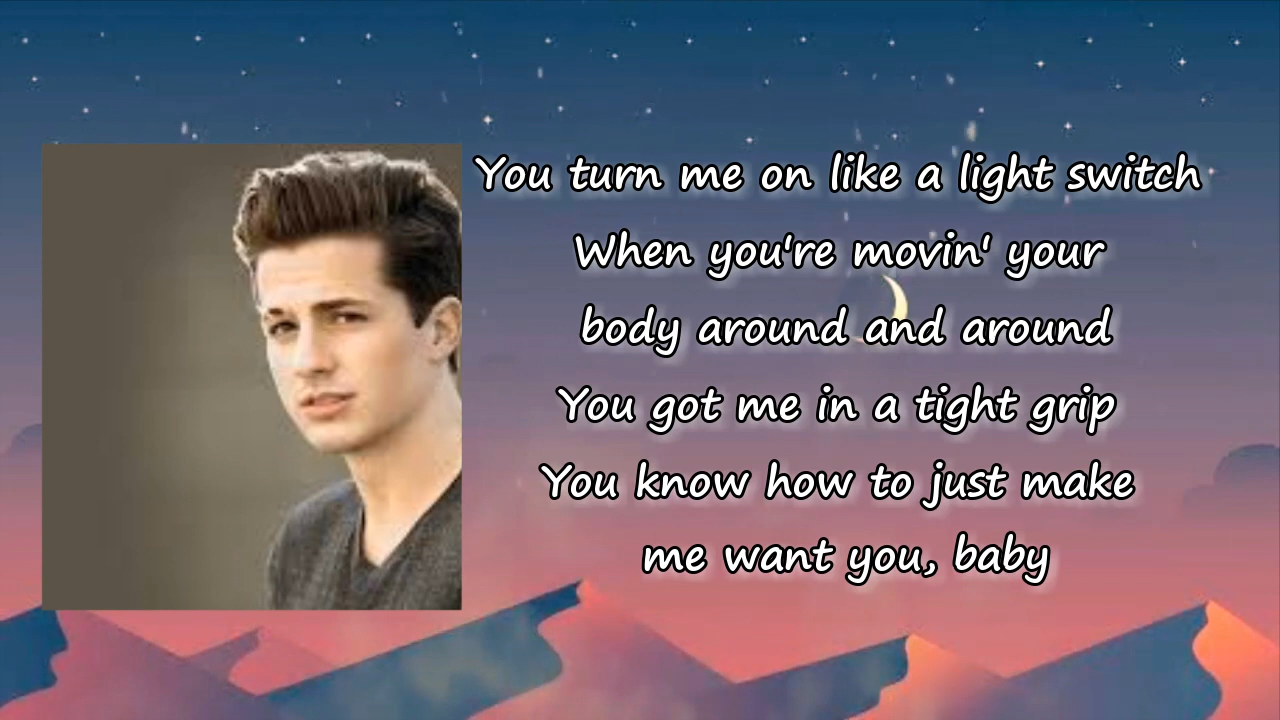 You turn me on like a light switch
When you're movin' your
body around and around
You got me in a tight grip
You know how to just make
me want you, baby